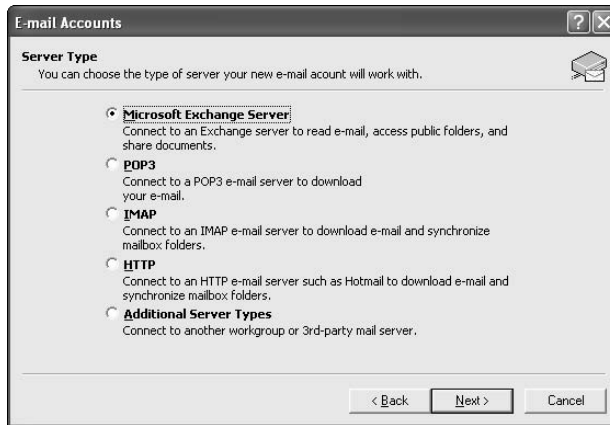 E-mail Accounts
Server Type
You can choose the type of server your new e-mail acount will work with.
Microsoft Exchange Server
Connect to an Exchange server to read e-mail, access public folders, and
share documents.
POP3
Connect to a POP3 e-mail server to download
your e-mail.
IMAP
Connect to an IMAP e-mail server to download e-mail and synchronize
mailbox folders.
HTTP
Connect to an HTTP e-mail server such as Hotmail to download e-mail and
synchronize mailbox folders.
Additional Server Types
Connect to another workgroup or 3rd-party mail server.
< Back Next > Cancel